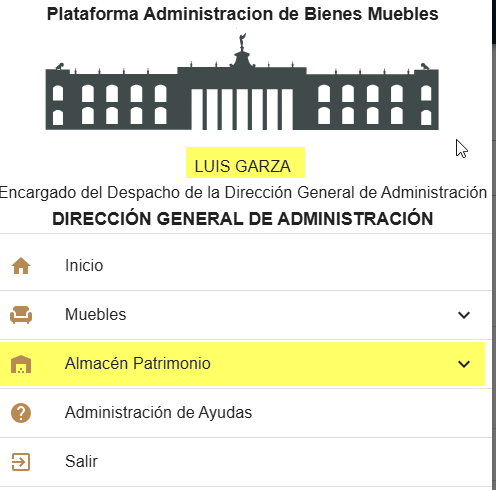 Plataforma Administracion de Bienes Muebles
LUIS GARZA
Encargado del Despacho de la Dirección General de Administración
DIRECCIÓN GENERAL DE ADMINISTRACIÓN
Inicio
Muebles
Almacén Patrimonio
Administración de Ayudas
Salir